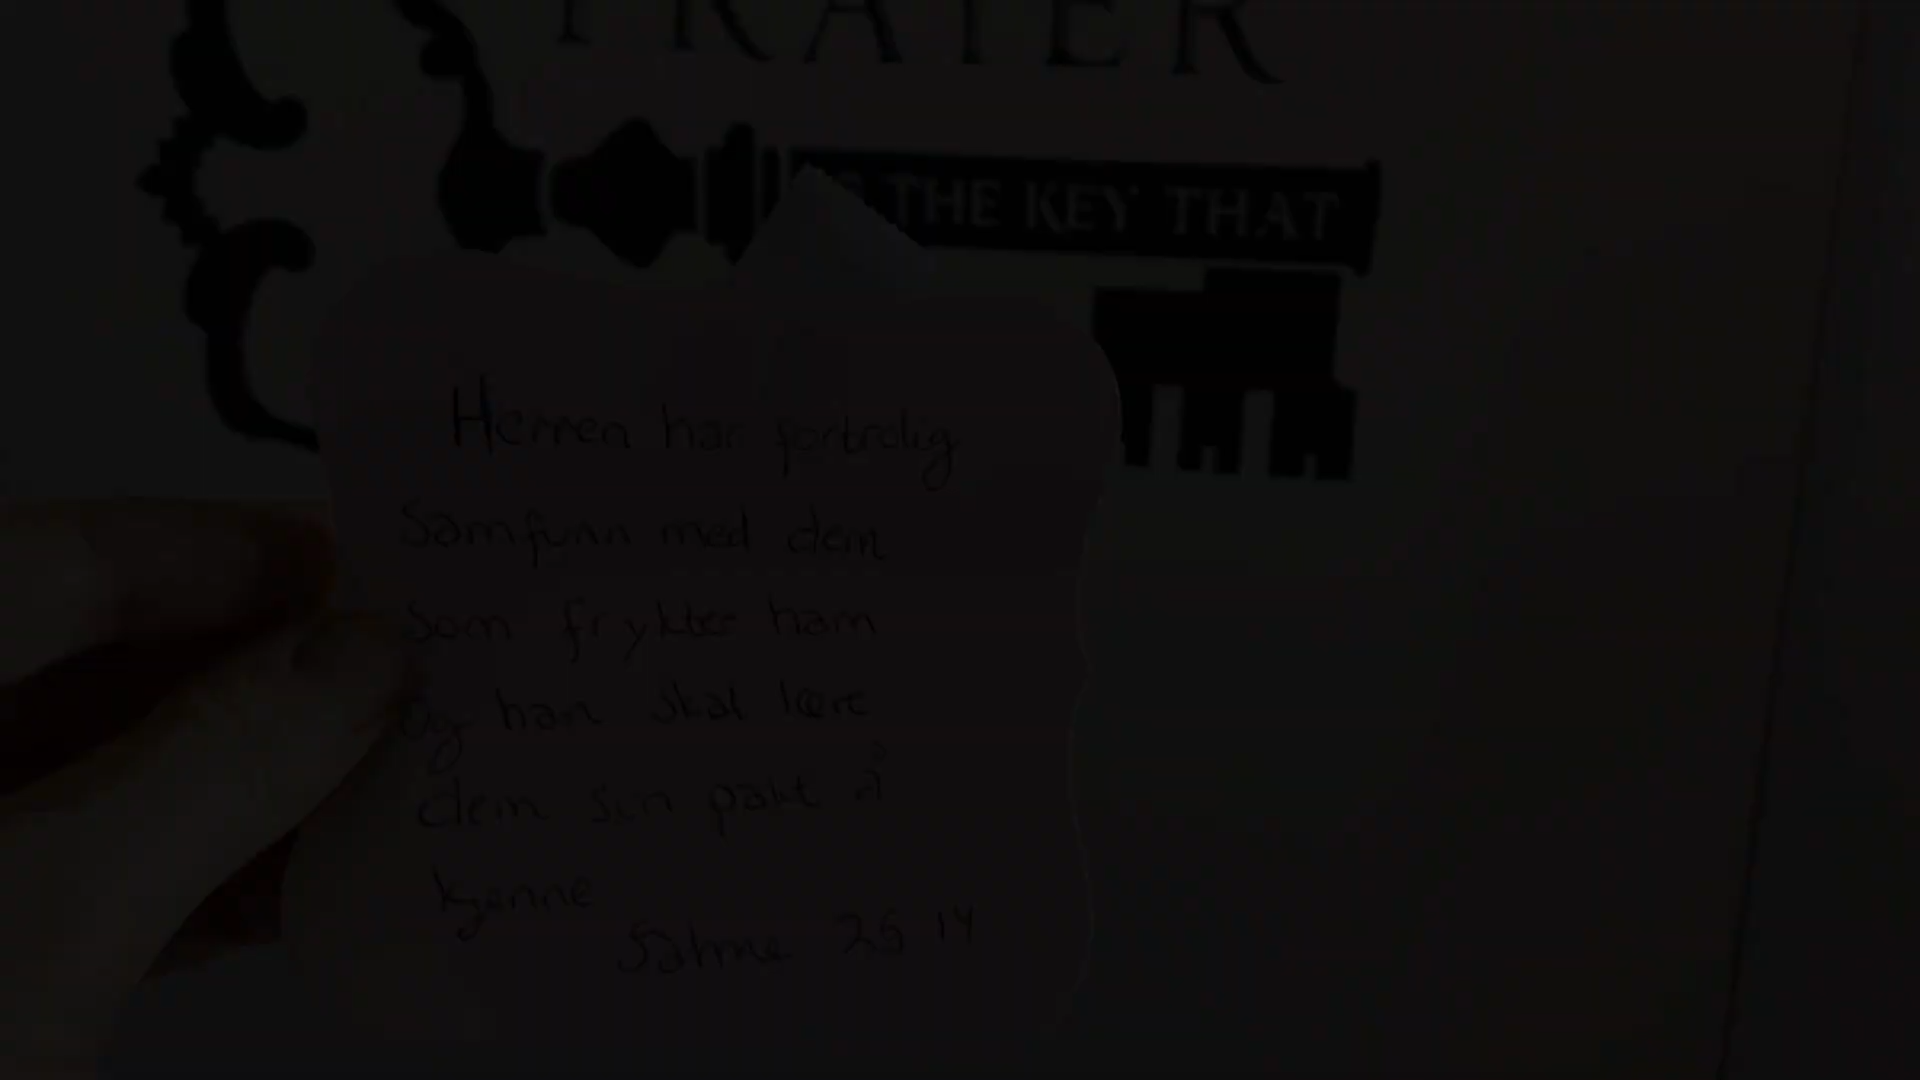 PRAYER
IS THE KEY THAT
Herren har fortrolig
Samfunn med dem
Som frykter ham
Og han skal lære
dem sin pakt å
kjenne
Salme 25 14